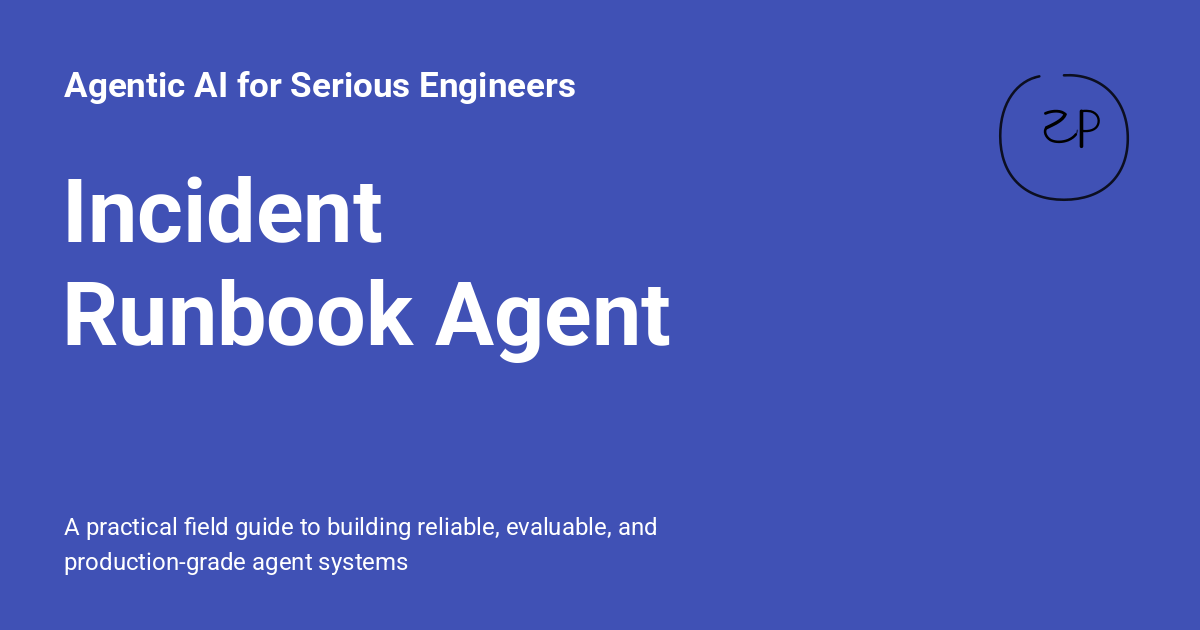 Agentic AI for Serious Engineers
Incident
Runbook Agent
A practical field guide to building reliable, evaluable, and
production-grade agent systems